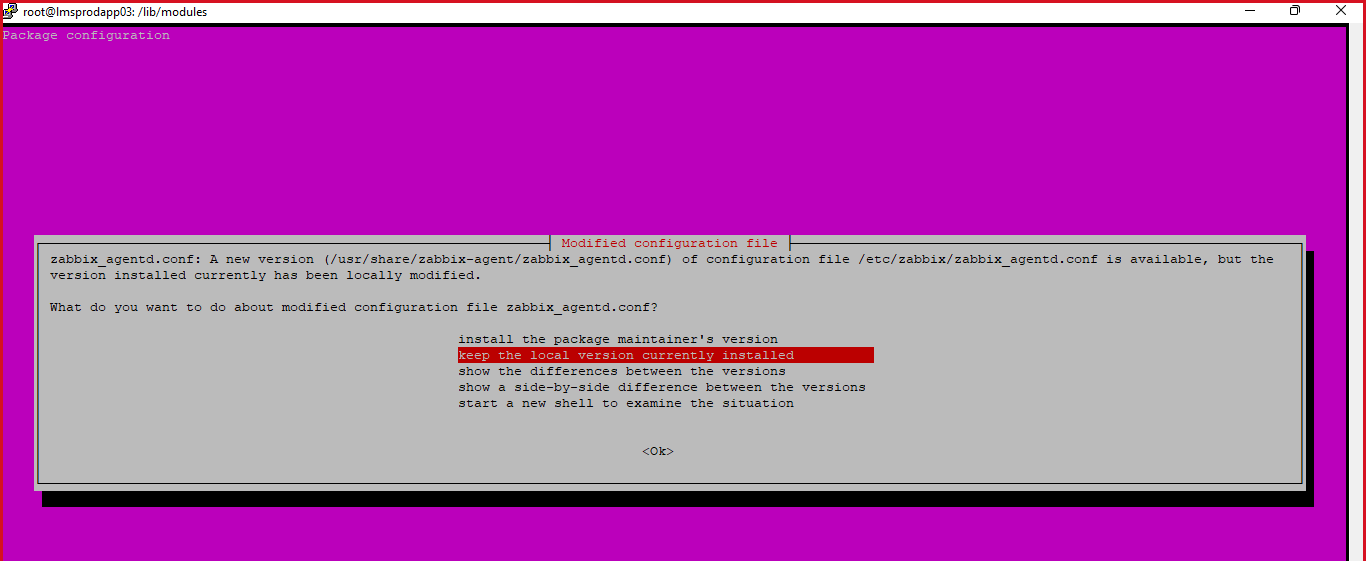 root@lmsprodapp03: /lib/modules
Package configuration
Modified configuration file
zabbix_agentd.conf: A new version (/usr/share/zabbix-agent/zabbix_agentd.conf) of configuration file /etc/zabbix/zabbix_agentd.conf is available, but the
version installed currently has been locally modified.
What do you want to do about modified configuration file zabbix_agentd.conf?
install the package maintainer's version
keep the local version currently installed
show the differences between the versions
show a side-by-side difference between the versions
start a new shell to examine the situation
<Ok>